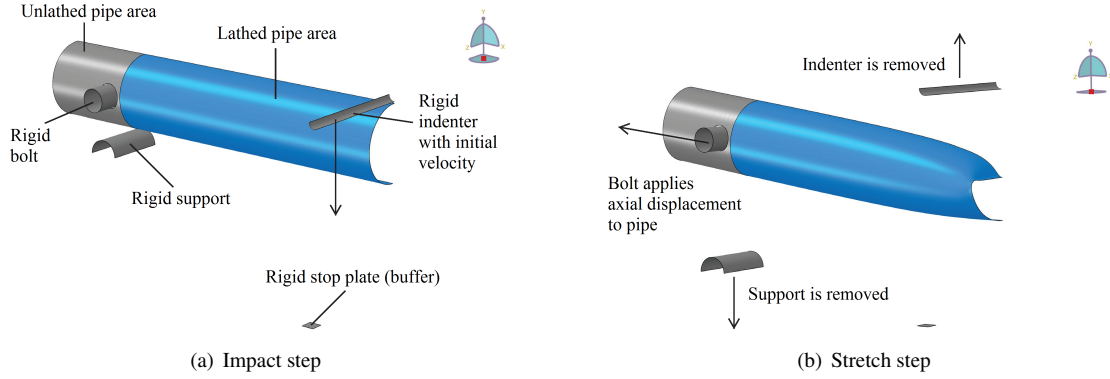 Unlathed pipe area
Lathed pipe area
Y
Z
X
Rigid
bolt
Rigid
indenter
with initial
velocity
Rigid support
Rigid stop plate (buffer)
(a) Impact step
Indenter is removed
Y
Z
Bolt applies
axial displacement
to pipe
Support is removed
(b) Stretch step